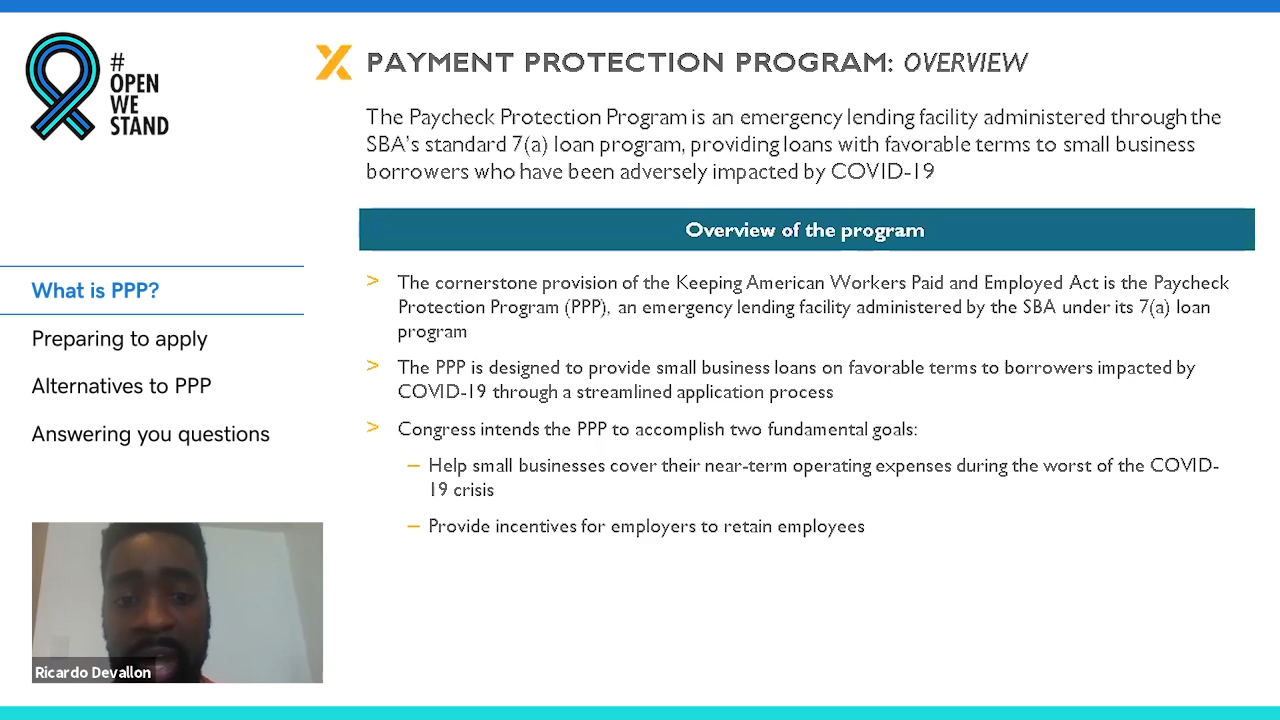 #
OPEN
WE
STAND
PAYMENT PROTECTION PROGRAM: OVERVIEW
The Paycheck Protection Program is an emergency lending facility administered through the
SBA's standard 7(a) loan program, providing loans with favorable terms to small business
borrowers who have been adversely impacted by COVID-19
Overview of the program
What is PPP?
Preparing to apply
Alternatives to PPP
Answering you questions
> The cornerstone provision of the Keeping American Workers Paid and Employed Act is the Paycheck
Protection Program (PPP), an emergency lending facility administered by the SBA under its 7(a) loan
program
> The PPP is designed to provide small business loans on favorable terms to borrowers impacted by
COVID-19 through a streamlined application process
> Congress intends the PPP to accomplish two fundamental goals:
– Help small businesses cover their near-term operating expenses during the worst of the COVID-
19 crisis
– Provide incentives for employers to retain employees
Ricardo Devallon